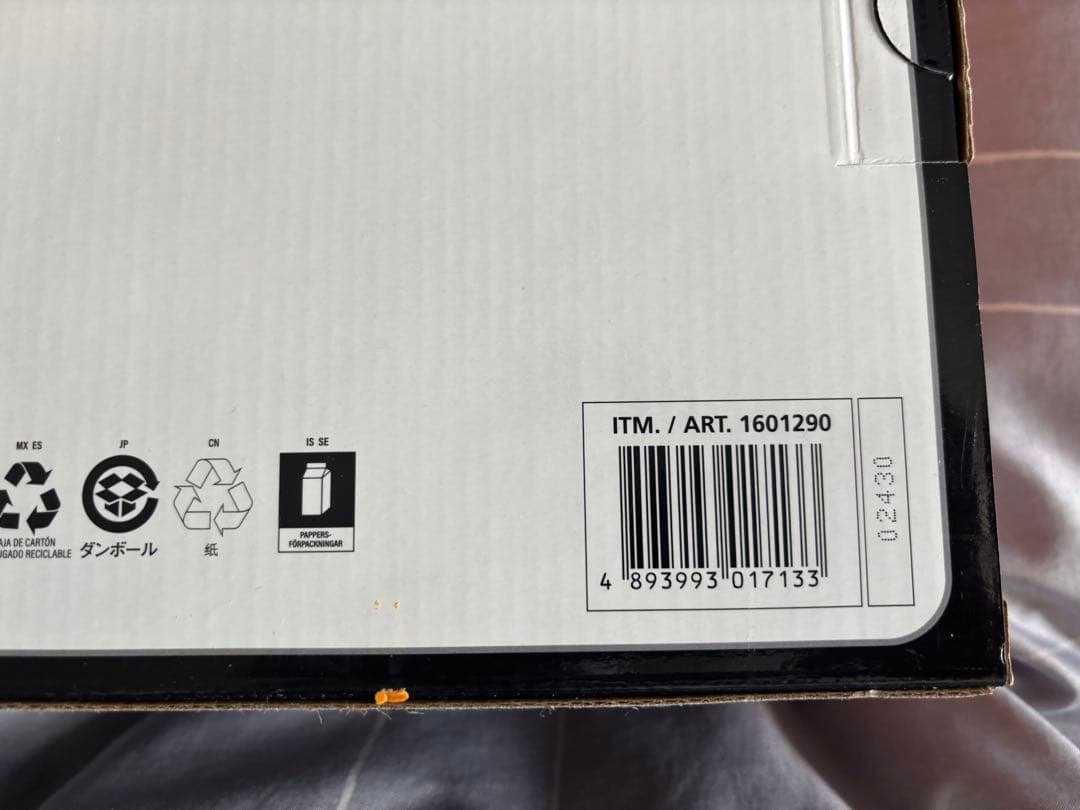 MX ES
AJA DE CARTÓN
UGADO RECICLABLE
JP
ダンボール
CN
纸
IS SE
PAPPERS-
FÖRPACKNINGAR
ITM. / ART. 1601290
4 893993 017133
02430